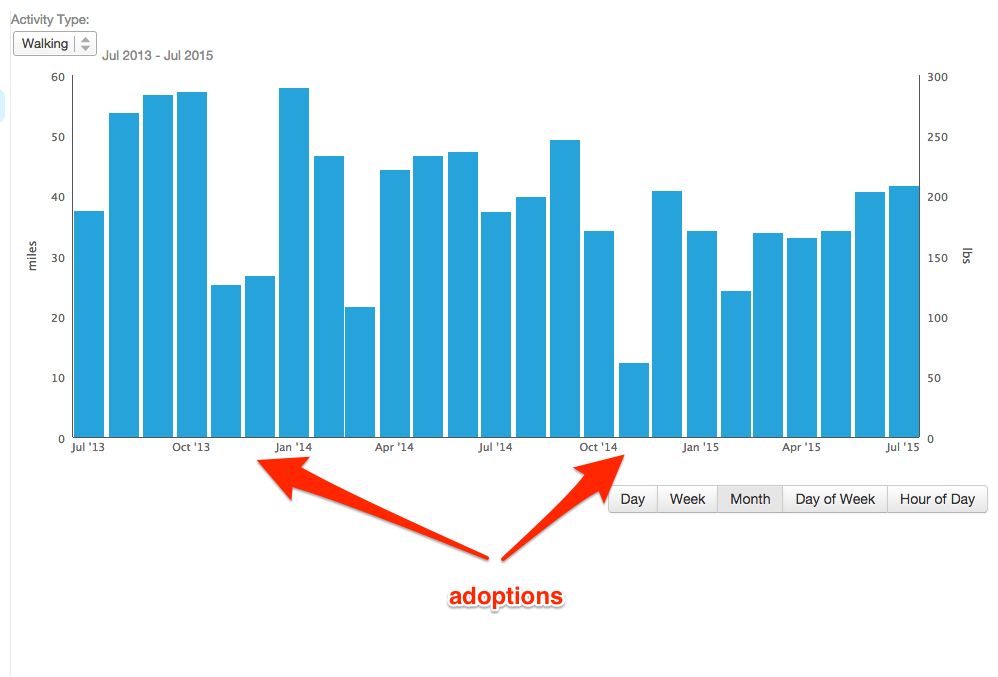 Activity Type:
Walking
Jul 2013 - Jul 2015
60
50
40
30
20
10
0
miles
300
250
200
150
100
50
0
lbs
Jul '13
Oct '13
Jan '14
Apr '14
Jul '14
Oct '14
Jan '15
Apr '15
Jul '15
Day
Week
Month
Day of Week
Hour of Day
adoptions